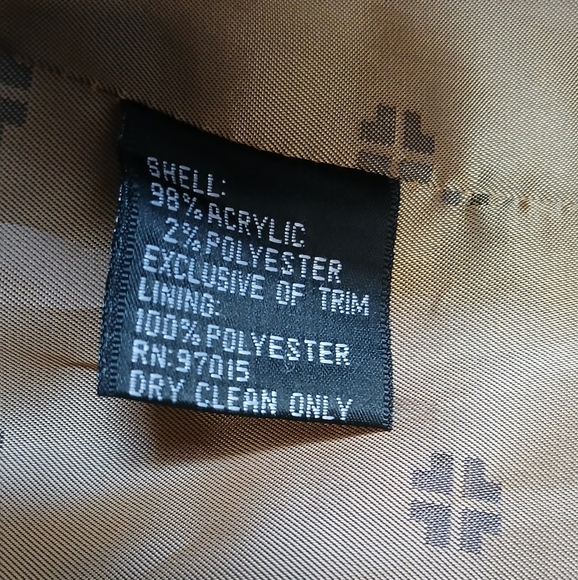 SHELL:
98% ACRYLIC
2% POLYESTER
EXCLUSIVE OF TRIM
LINING:
100% POLYESTER
RN:97015
DRY CLEAN ONLY